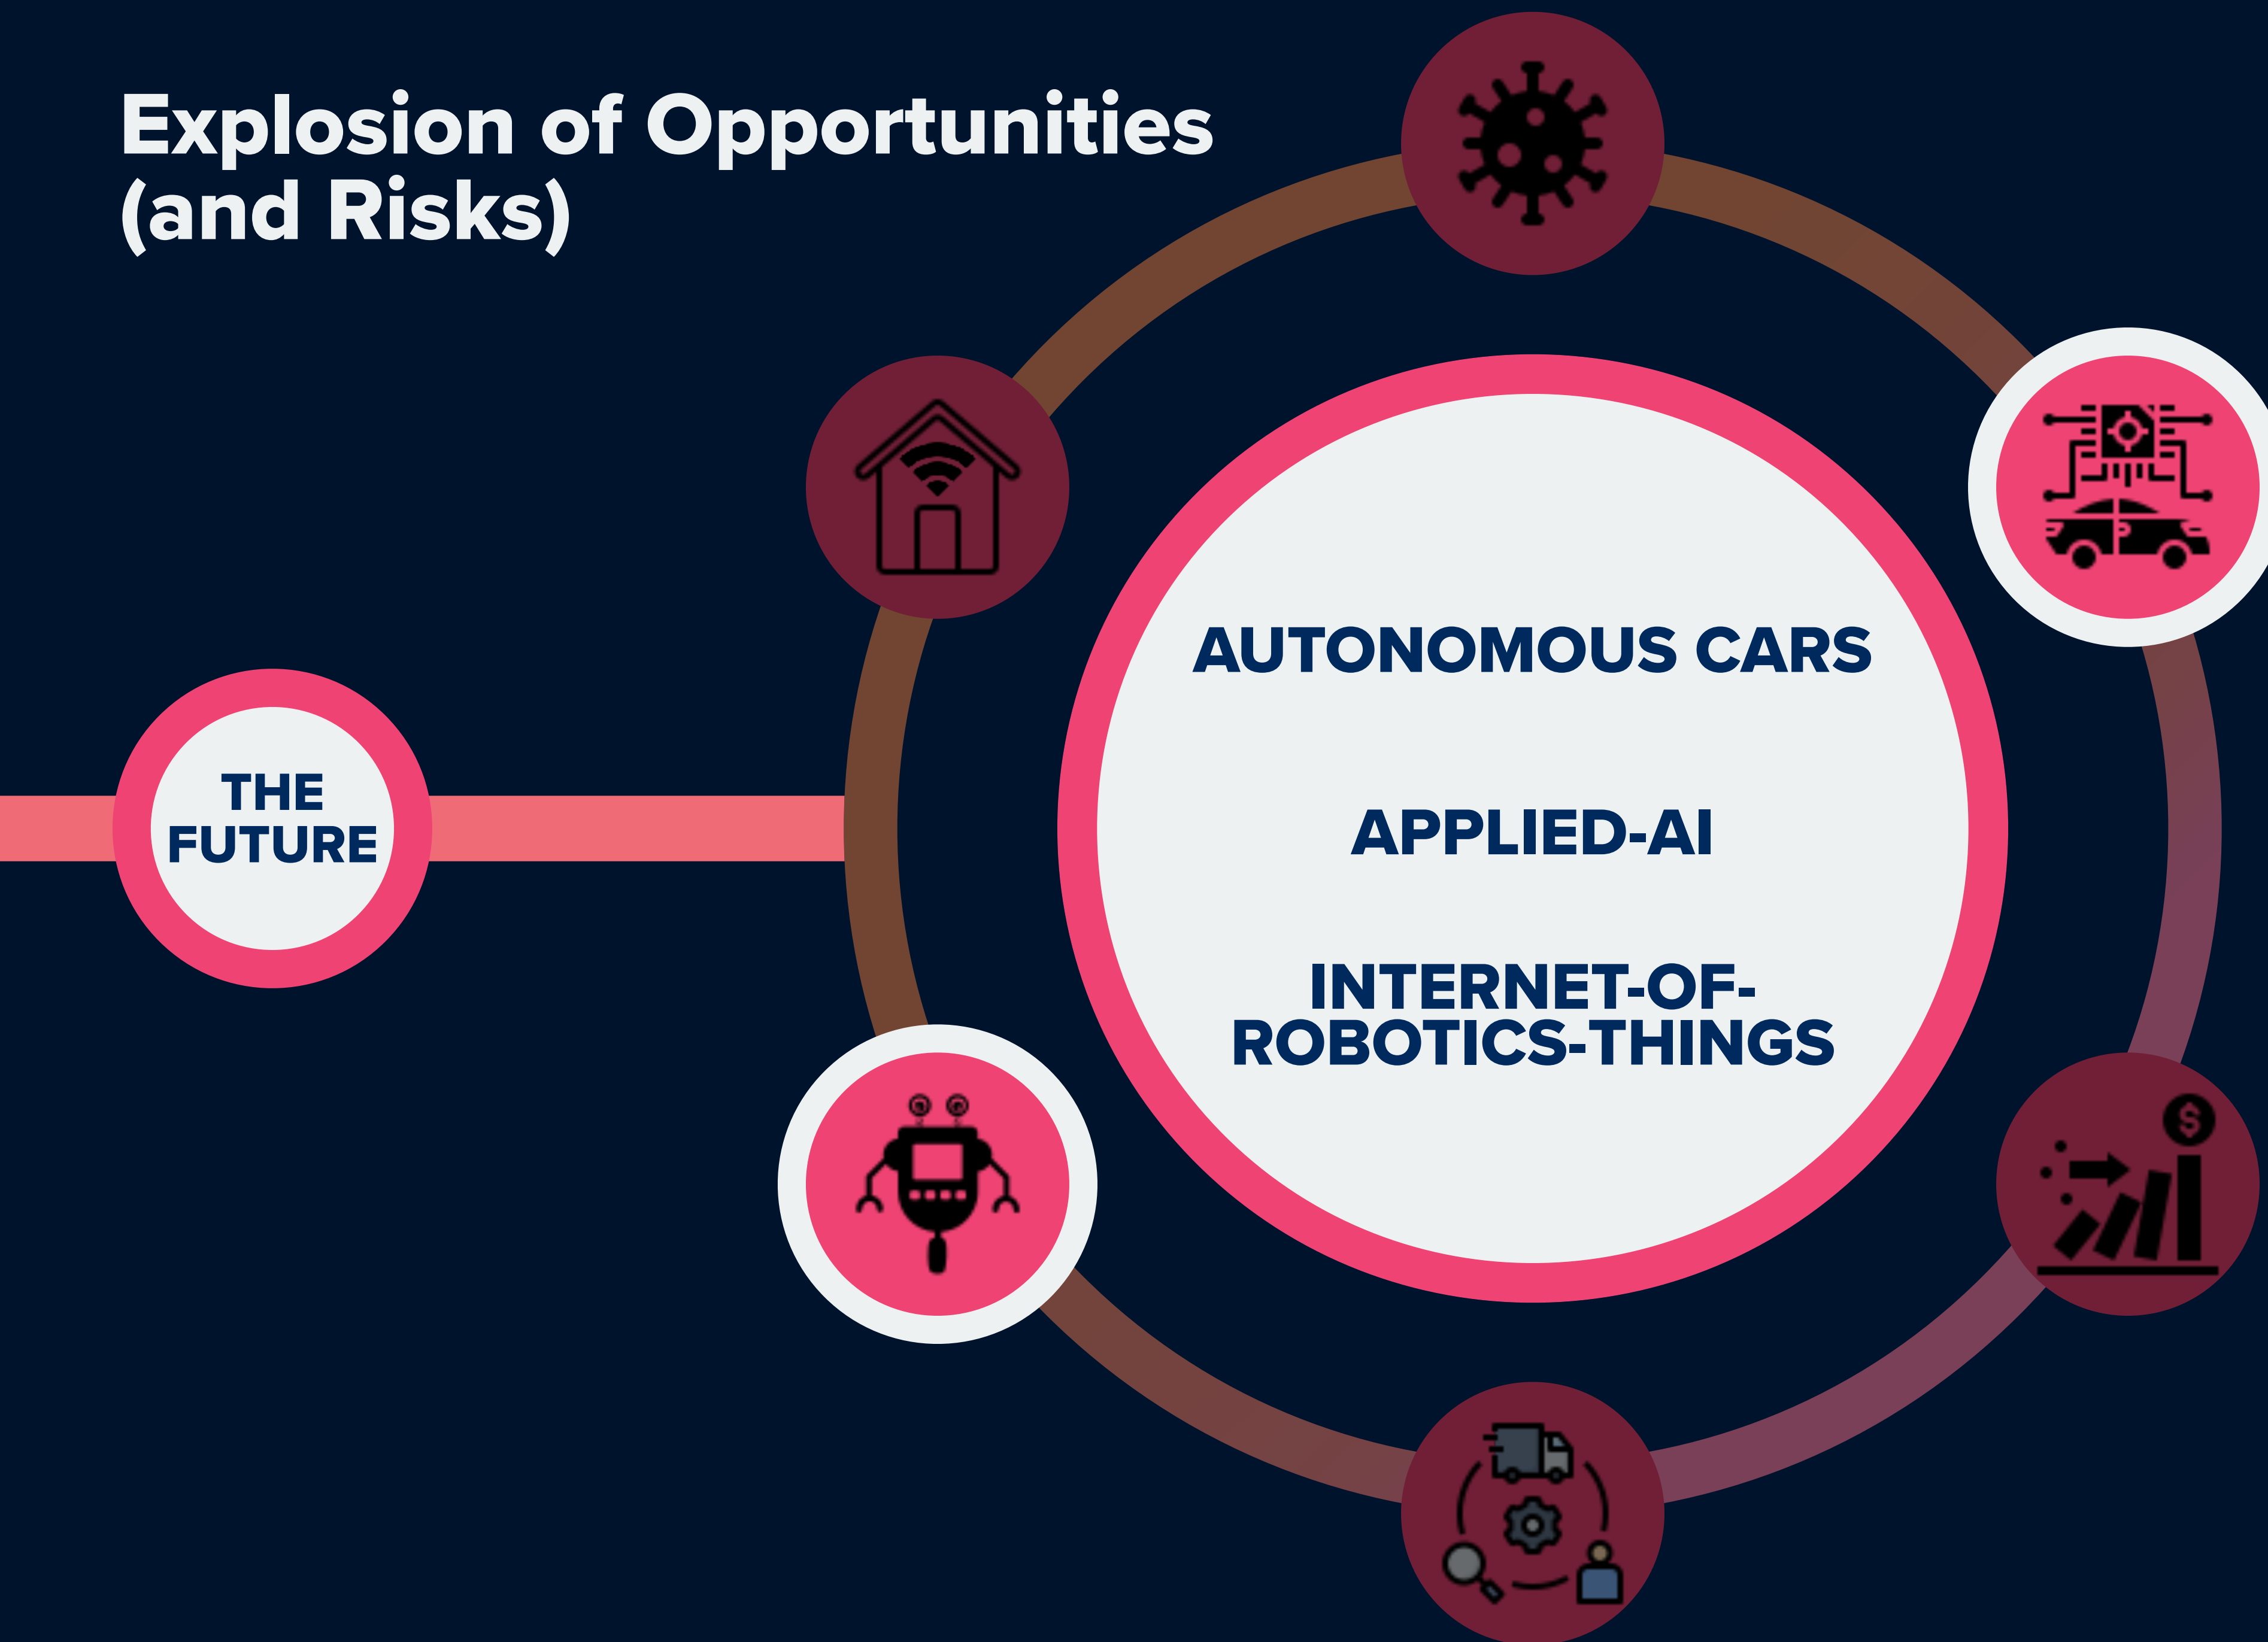 Explosion of Opportunities
(and Risks)
THE
FUTURE
AUTONOMOUS CARS
APPLIED-AI
INTERNET-OF-
ROBOTICS-THINGS
$